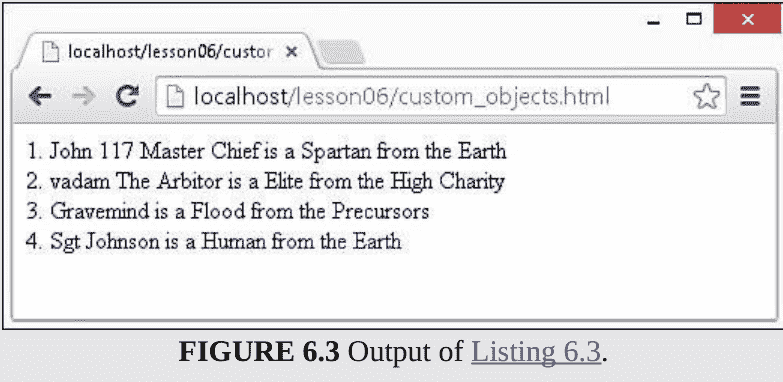 localhost/lesson06/custor
localhost/lesson06/custom_objects.html
1. John 117 Master Chief is a Spartan from the Earth
2. vadam The Arbitor is a Elite from the High Charity
3. Gravemind is a Flood from the Precursors
4. Sgt Johnson is a Human from the Earth
FIGURE 6.3 Output of Listing 6.3.